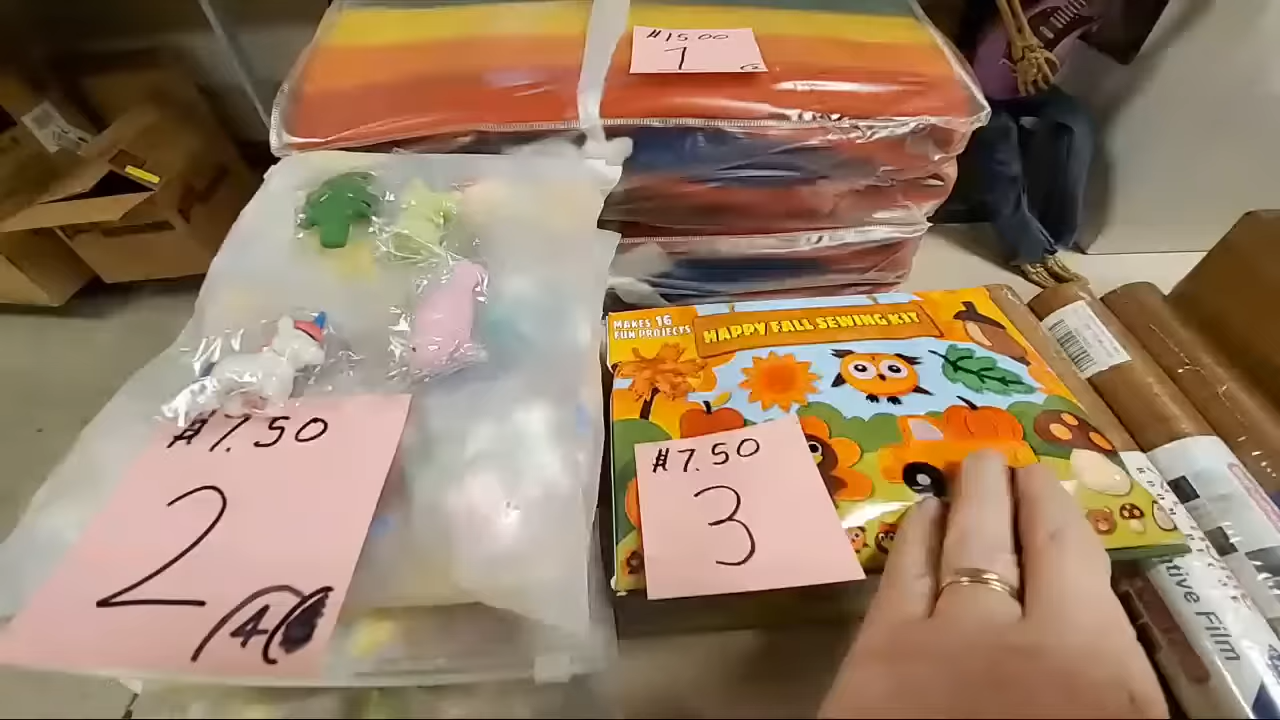 $15.00
1
MAKES 16
FUN PROJECTS
HAPPY FALL SEWING KIT
$7.50
2
(4)
$7.50
3
tive Film